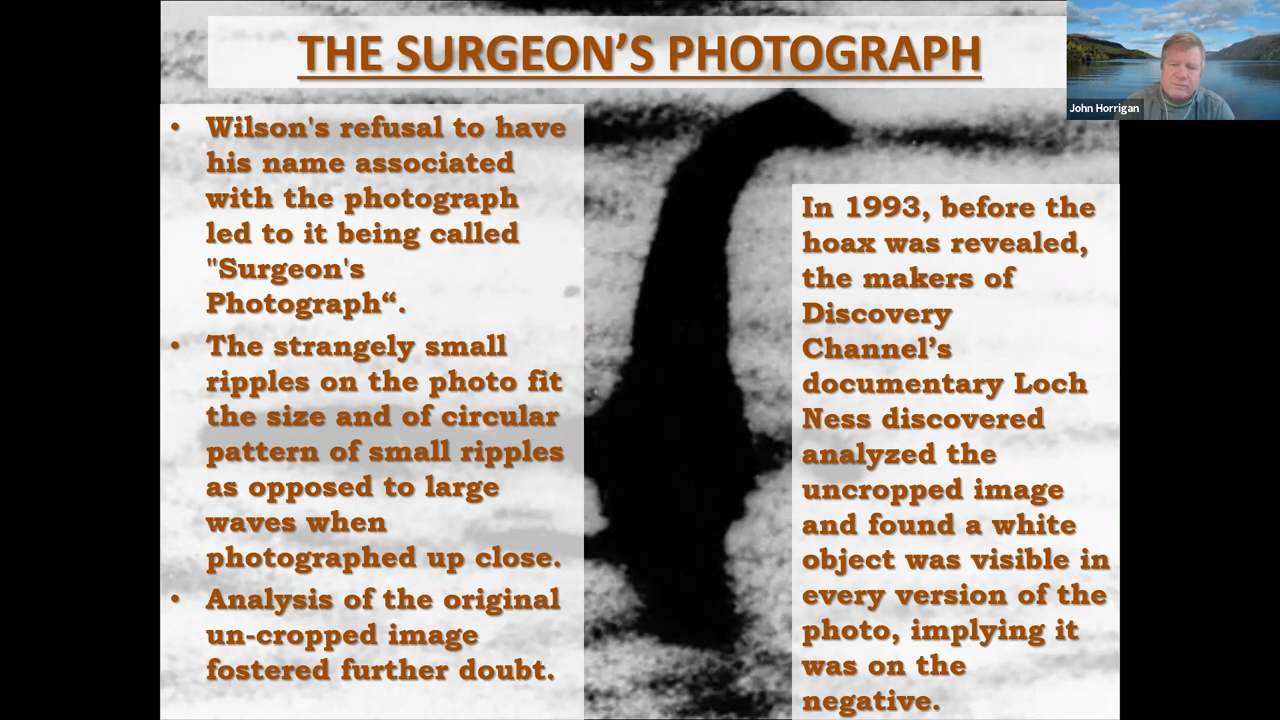 THE SURGEON’S PHOTOGRAPH
John Horrigan
• Wilson's refusal to have
his name associated
with the photograph
led to it being called
"Surgeon's
Photograph“.
• The strangely small
ripples on the photo fit
the size and of circular
pattern of small ripples
as opposed to large
waves when
photographed up close.
• Analysis of the original
un-cropped image
fostered further doubt.
In 1993, before the
hoax was revealed,
the makers of
Discovery
Channel’s
documentary Loch
Ness discovered
analyzed the
uncropped image
and found a white
object was visible in
every version of the
photo, implying it
was on the
negative.